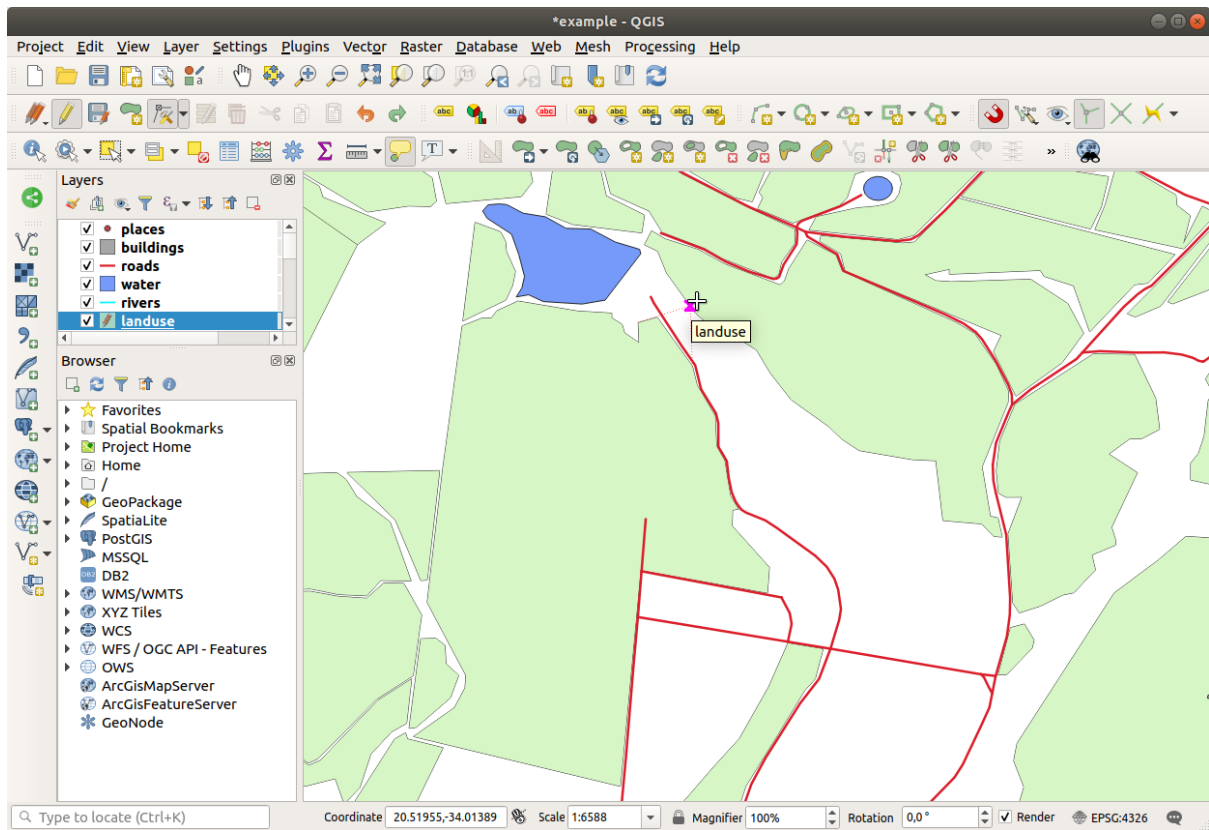 *example - QGIS
Project Edit View Layer Settings Plugins Vector Raster Database Web Mesh Processing Help
Layers
places
buildings
roads
water
rivers
landuse
Browser
Favorites
Spatial Bookmarks
Project Home
Home
/
GeoPackage
SpatiaLite
PostGIS
MSSQL
DB2
WMS/WMTS
XYZ Tiles
WCS
WFS / OGC API - Features
OWS
ArcGisMapServer
ArcGisFeatureServer
GeoNode
landuse
Type to locate (Ctrl+K) Coordinate 20.51955,-34.01389 Scale 1:6588 Magnifier 100% Rotation 0,0 ° Render EPSG:4326